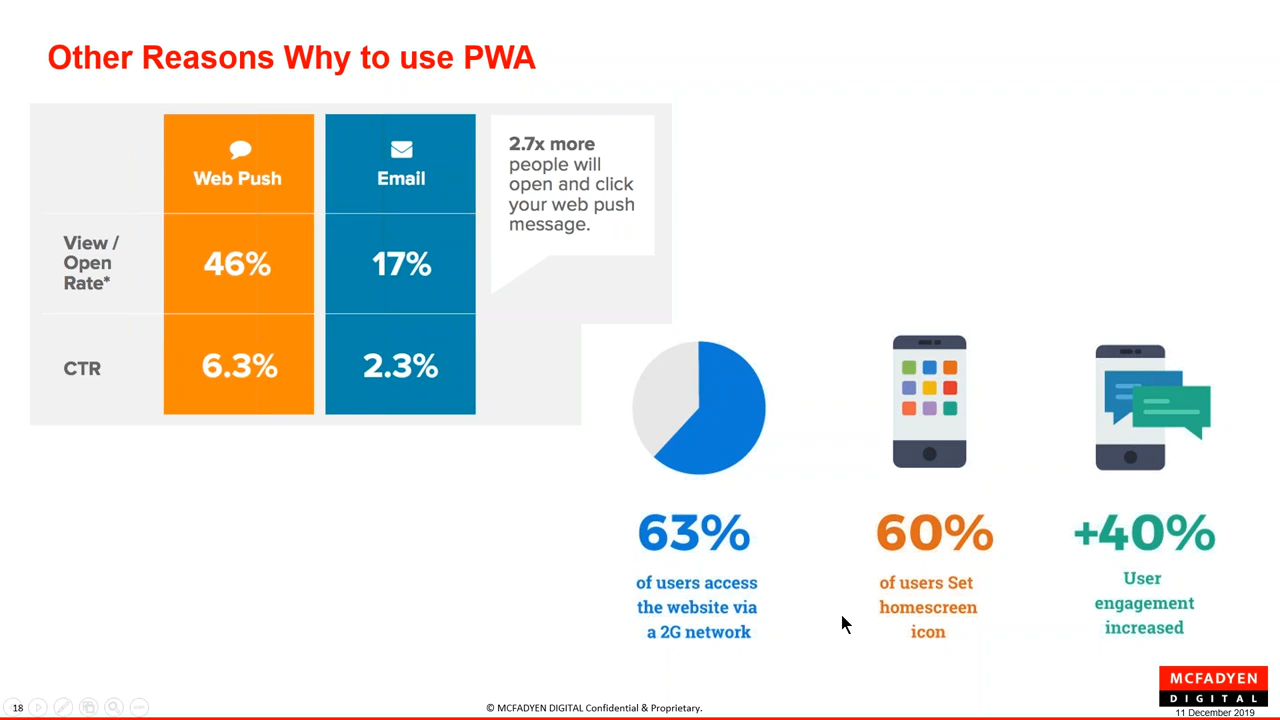 Other Reasons Why to use PWA
Web Push
Email
2.7x more
people will
open and click
your web push
message.
View /
Open
Rate*
46%
17%
CTR
6.3%
2.3%
63%
of users access
the website via
a 2G network
60%
of users Set
homescreen
icon
+40%
User
engagement
increased
MCFADYEN
DIGITAL
18
© MCFADYEN DIGITAL Confidential & Proprietary.
11 December 2019